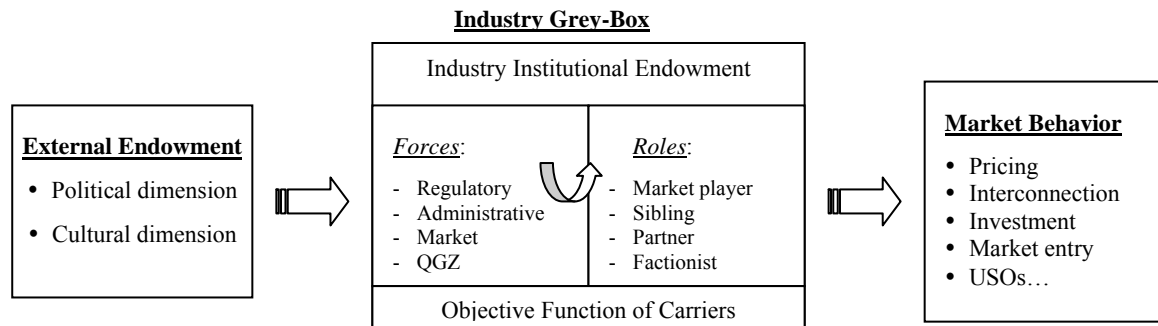 Industry Grey-Box
External Endowment
• Political dimension
• Cultural dimension
Industry Institutional Endowment
Forces:
- Regulatory
- Administrative
- Market
- QGZ
Roles:
- Market player
- Sibling
- Partner
- Factionist
Objective Function of Carriers
Market Behavior
• Pricing
• Interconnection
• Investment
• Market entry
• USOs…